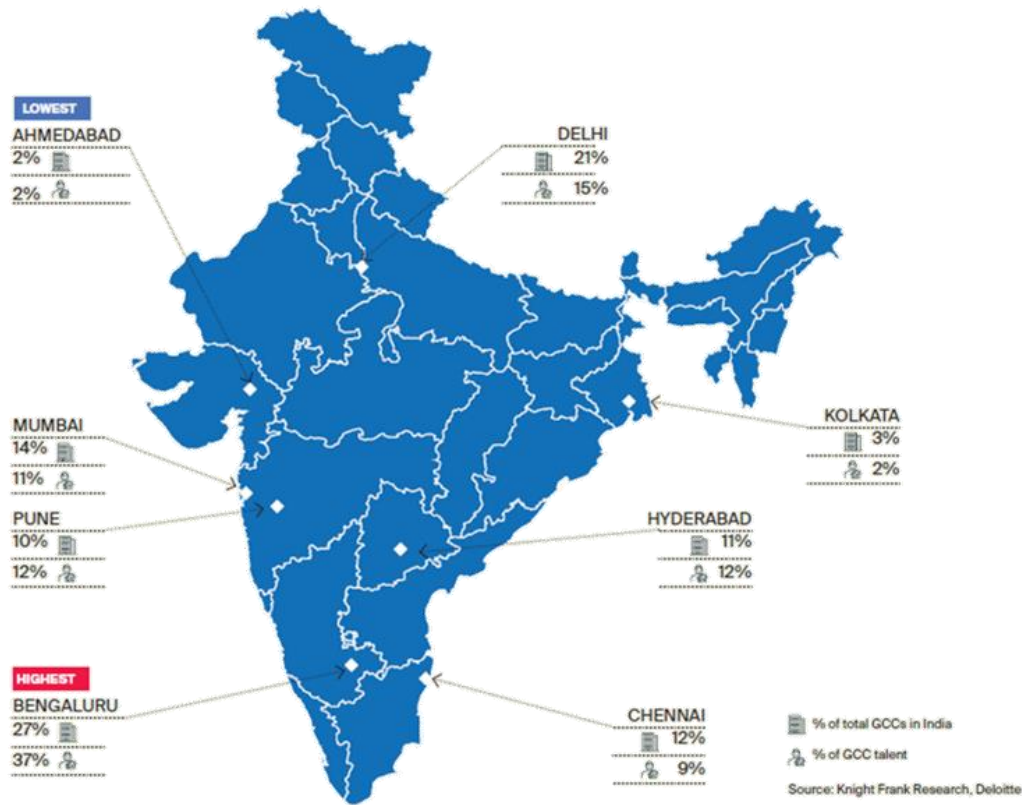 LOWEST
AHMEDABAD
2%
2%
DELHI
21%
15%
MUMBAI
14%
11%
PUNE
10%
12%
KOLKATA
3%
2%
HYDERABAD
11%
12%
HIGHEST
BENGALURU
27%
37%
CHENNAI
12%
9%
% of total GCCs in India
% of GCC talent
Source: Knight Frank Research, Deloitte